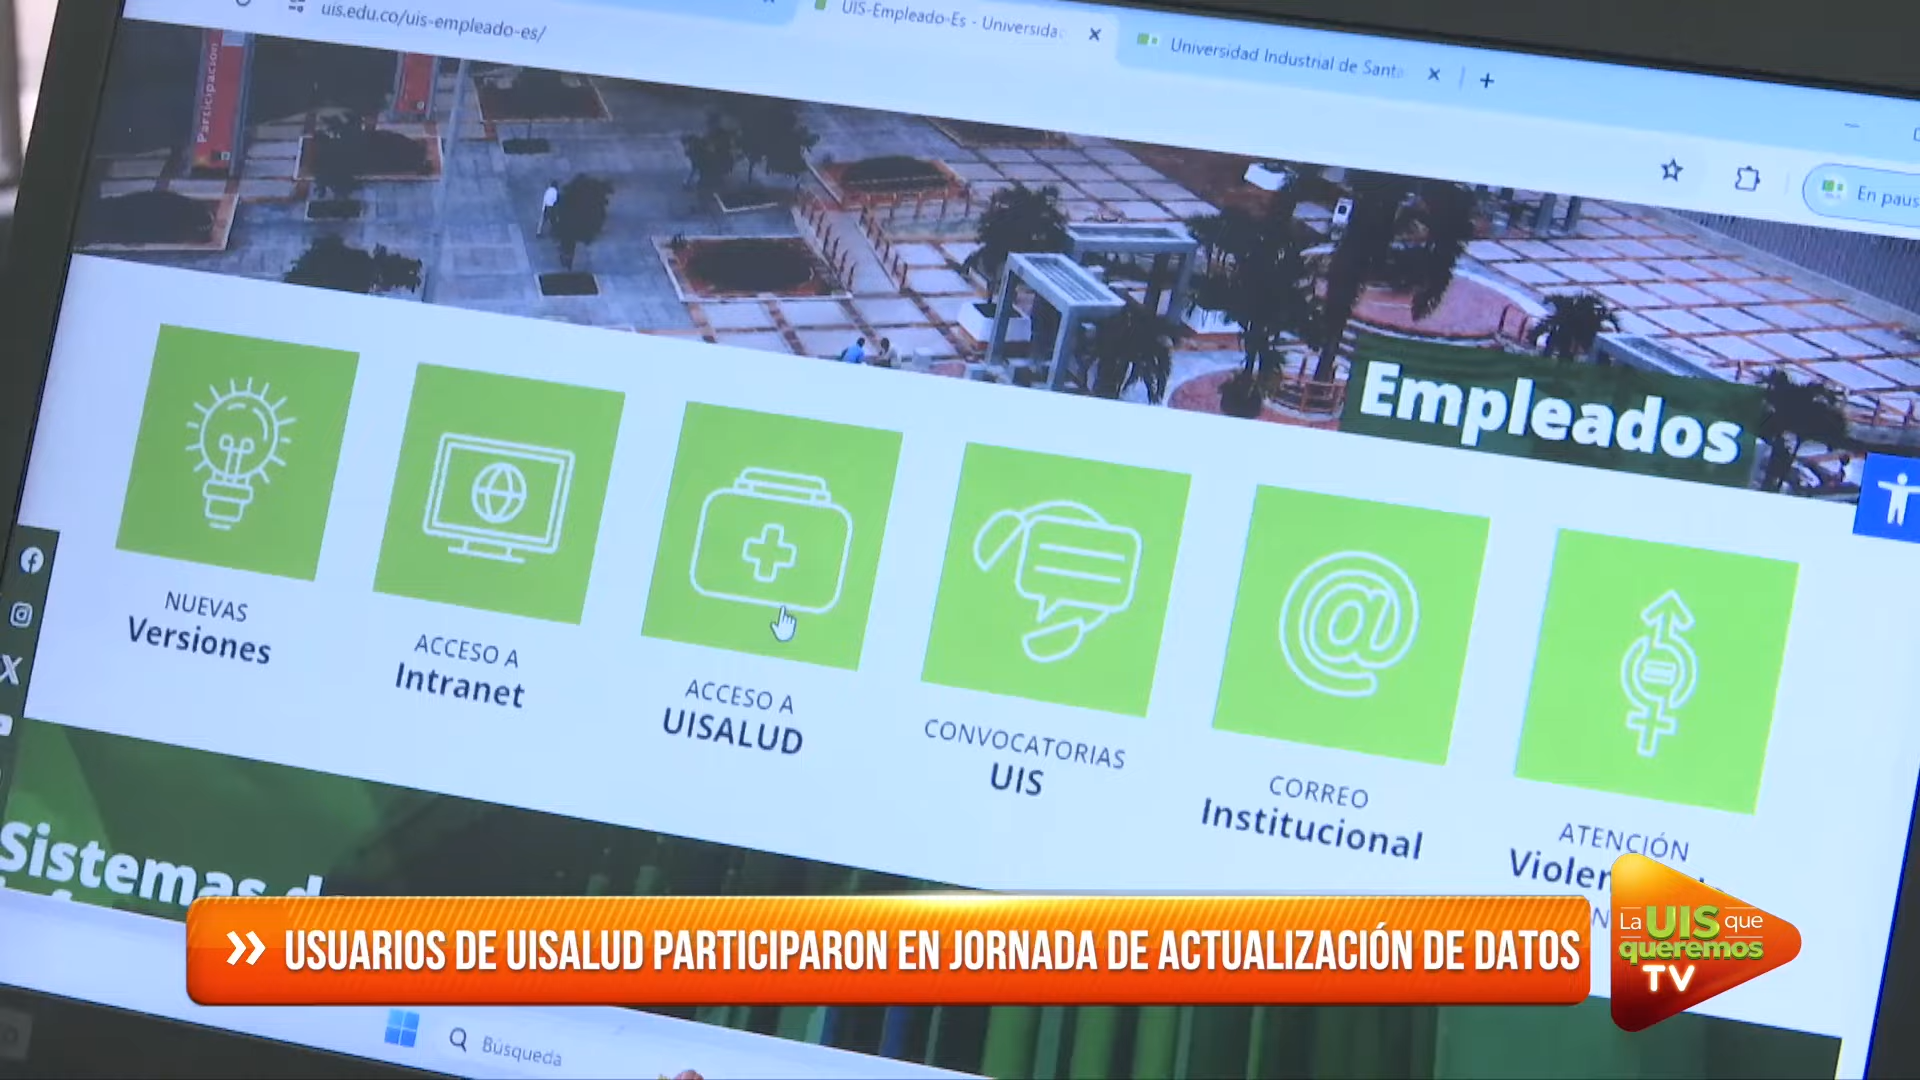 uis.edu.co/uis-empleado-es/
UIS-Empleado-Es - Universida
Universidad Industrial de Santa
En paus
Participación
Empleados
NUEVAS
Versiones
ACCESO A
Intranet
ACCESO A
UISALUD
CONVOCATORIAS
UIS
CORREO
Institucional
ATENCIÓN
Sistemas d
» USUARIOS DE UISALUD PARTICIPARON EN JORNADA DE ACTUALIZACIÓN DE DATOS
La UIS que
queremos
TV
Búsqueda